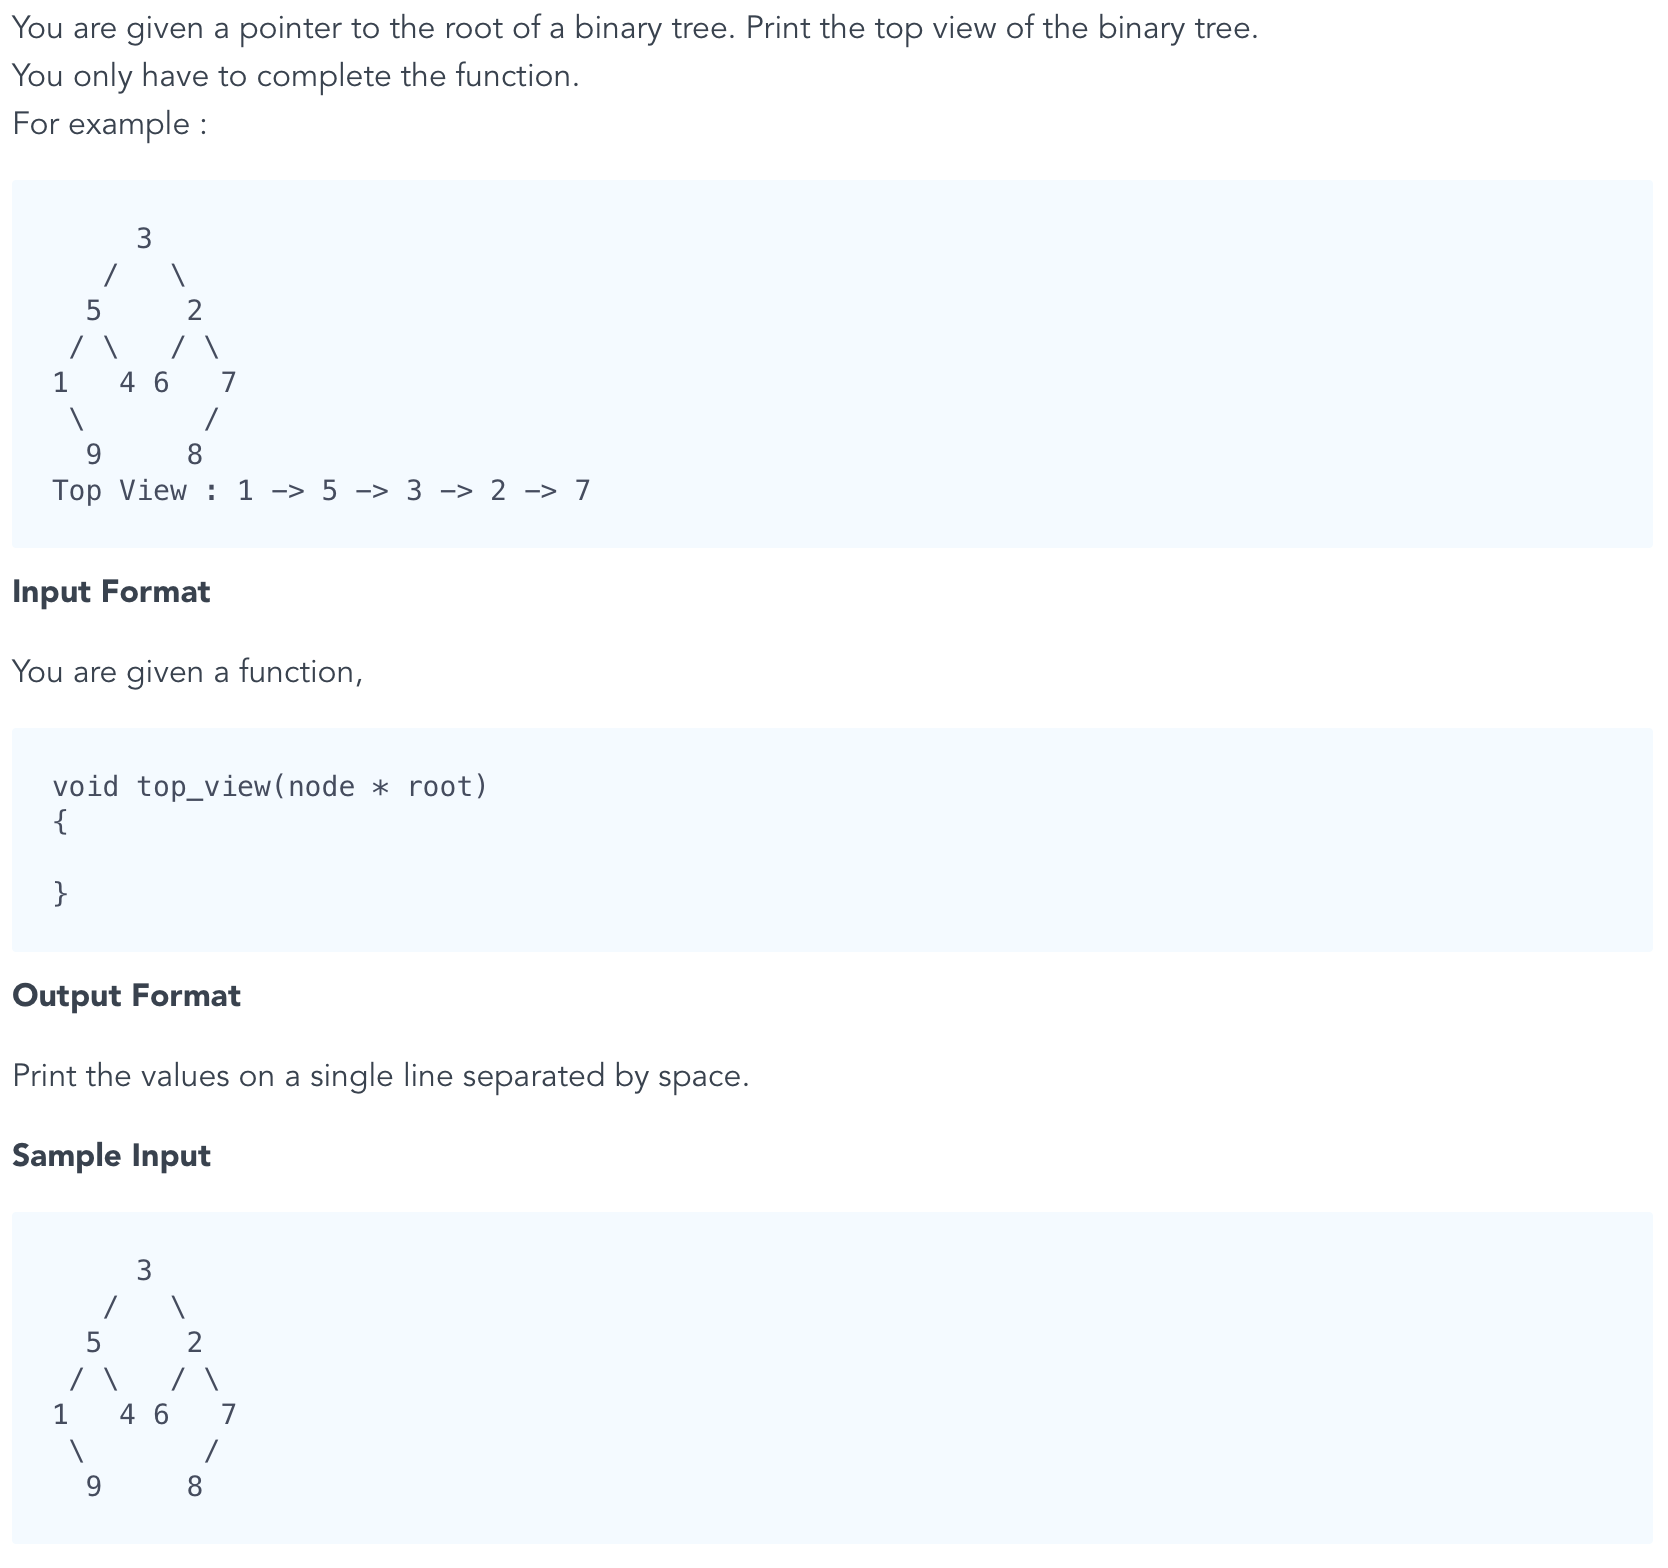 You are given a pointer to the root of a binary tree. Print the top view of the binary tree.
You only have to complete the function.
For example :
     3
   /   \
  5     2
 / \   / \
1   4 6   7
 \       /
  9     8
Top View : 1 -> 5 -> 3 -> 2 -> 7
Input Format
You are given a function,
void top_view(node * root)
{
}
Output Format
Print the values on a single line separated by space.
Sample Input
     3
   /   \
  5     2
 / \   / \
1   4 6   7
 \       /
  9     8